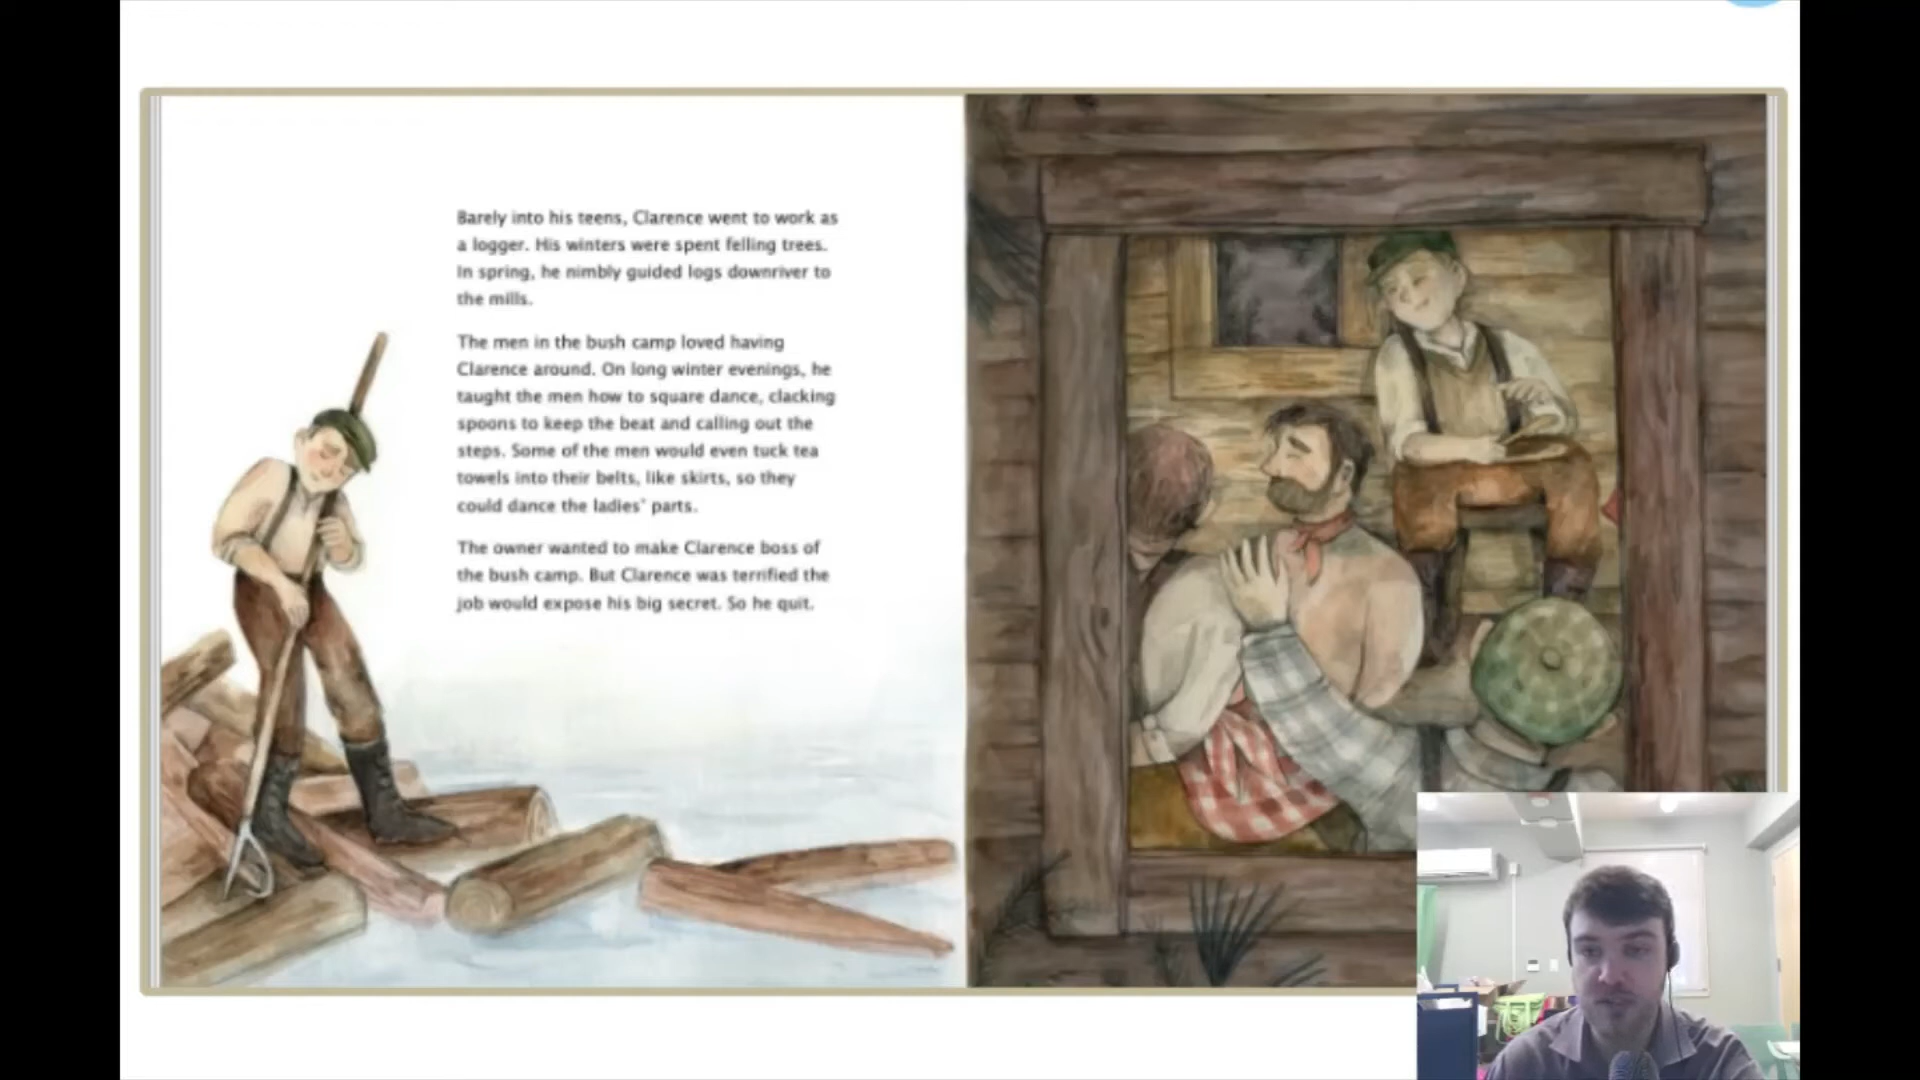 Barely into his teens, Clarence went to work as
a logger. His winters were spent felling trees.
In spring, he nimbly guided logs downriver to
the mills.
The men in the bush camp loved having
Clarence around. On long winter evenings, he
taught the men how to square dance, clacking
spoons to keep the beat and calling out the
steps. Some of the men would even tuck tea
towels into their belts, like skirts, so they
could dance the ladies' parts.
The owner wanted to make Clarence boss of
the bush camp. But Clarence was terrified the
job would expose his big secret. So he quit.